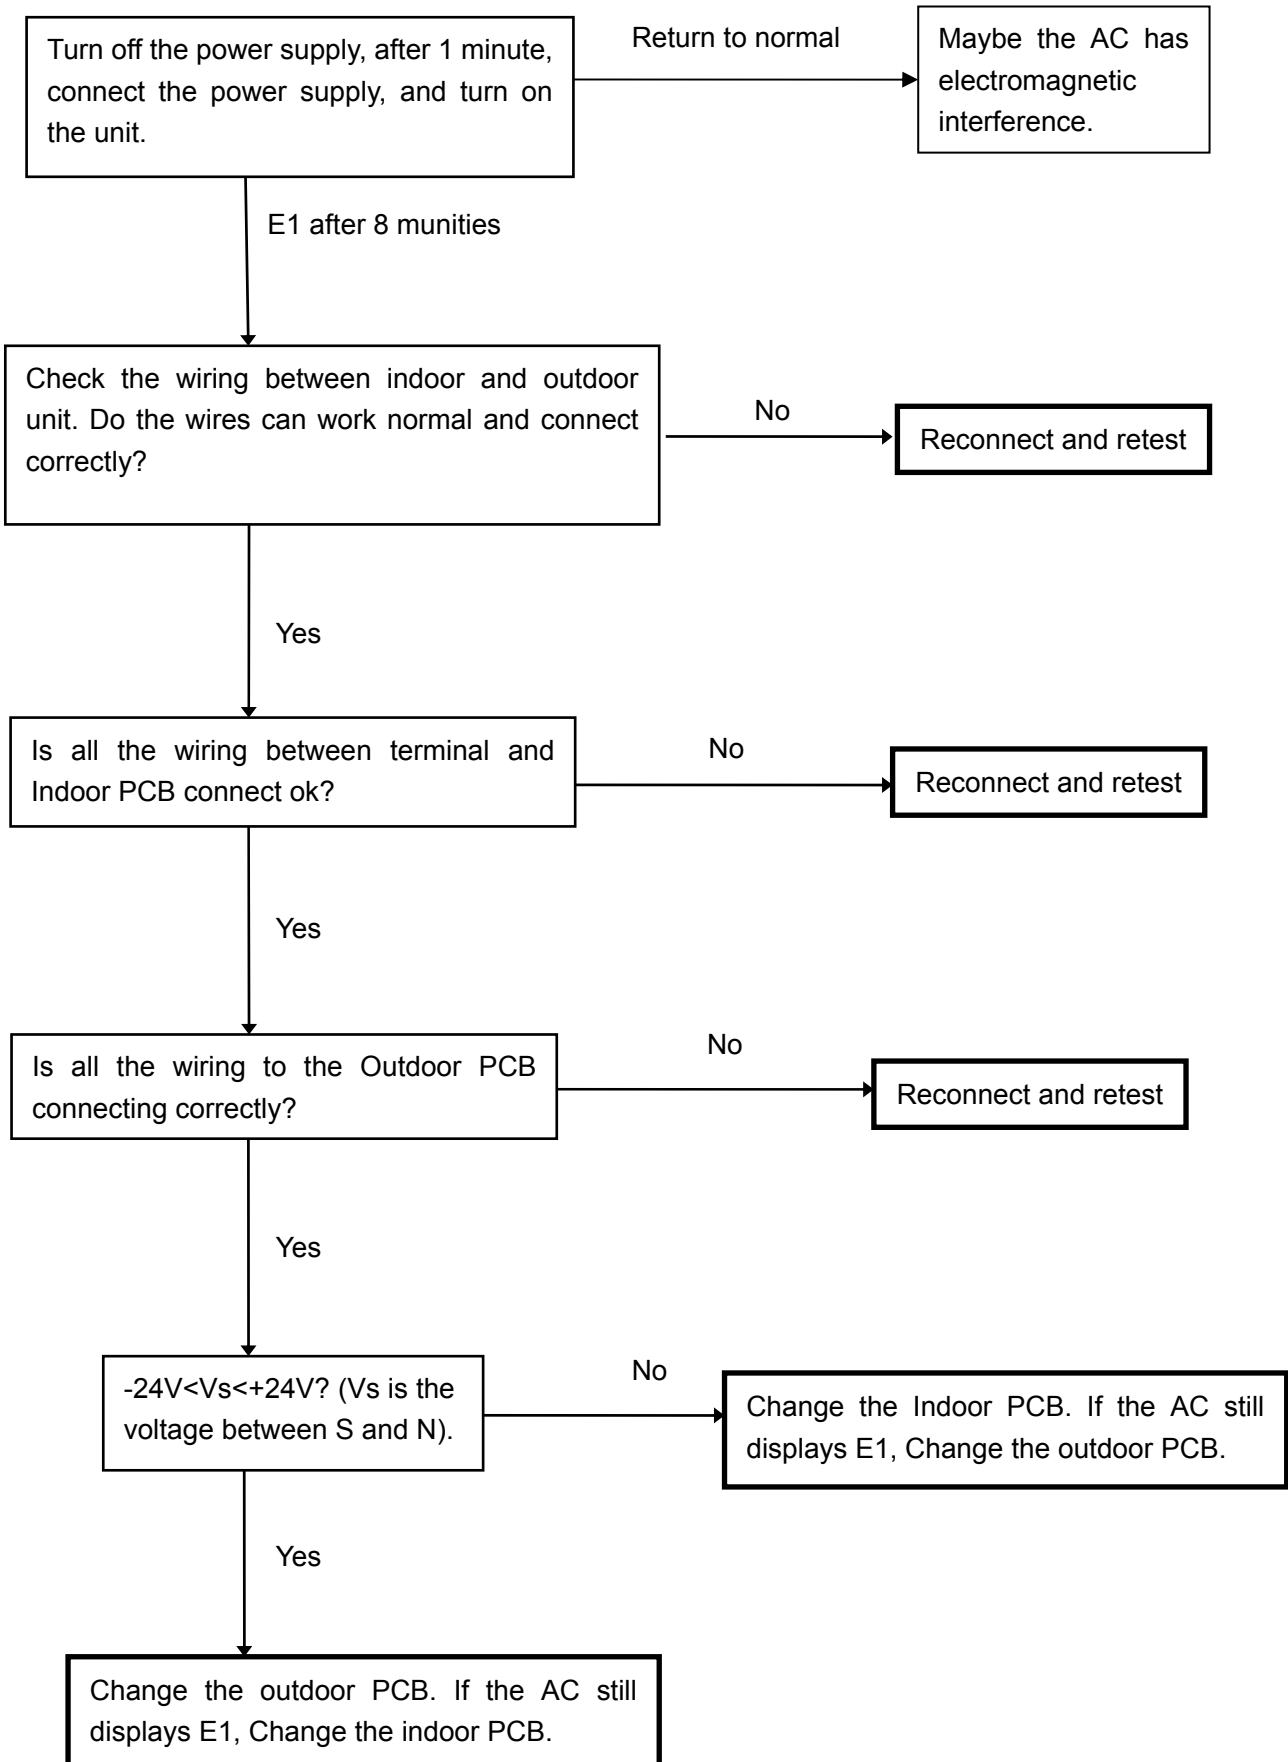 Turn off the power supply, after 1 minute,
connect the power supply, and turn on
the unit.
Return to normal
Maybe the AC has
electromagnetic
interference.
E1 after 8 munities
Check the wiring between indoor and outdoor
unit. Do the wires can work normal and connect
correctly?
No
Reconnect and retest
Yes
Is all the wiring between terminal and
Indoor PCB connect ok?
No
Reconnect and retest
Yes
Is all the wiring to the Outdoor PCB
connecting correctly?
No
Reconnect and retest
Yes
-24V<Vs<+24V? (Vs is the
voltage between S and N).
No
Change the Indoor PCB. If the AC still
displays E1, Change the outdoor PCB.
Yes
Change the outdoor PCB. If the AC still
displays E1, Change the indoor PCB.